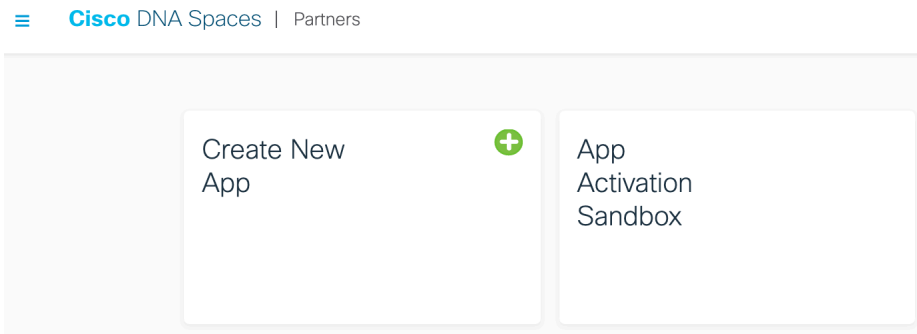 Cisco DNA Spaces | Partners
Create New
App
App
Activation
Sandbox